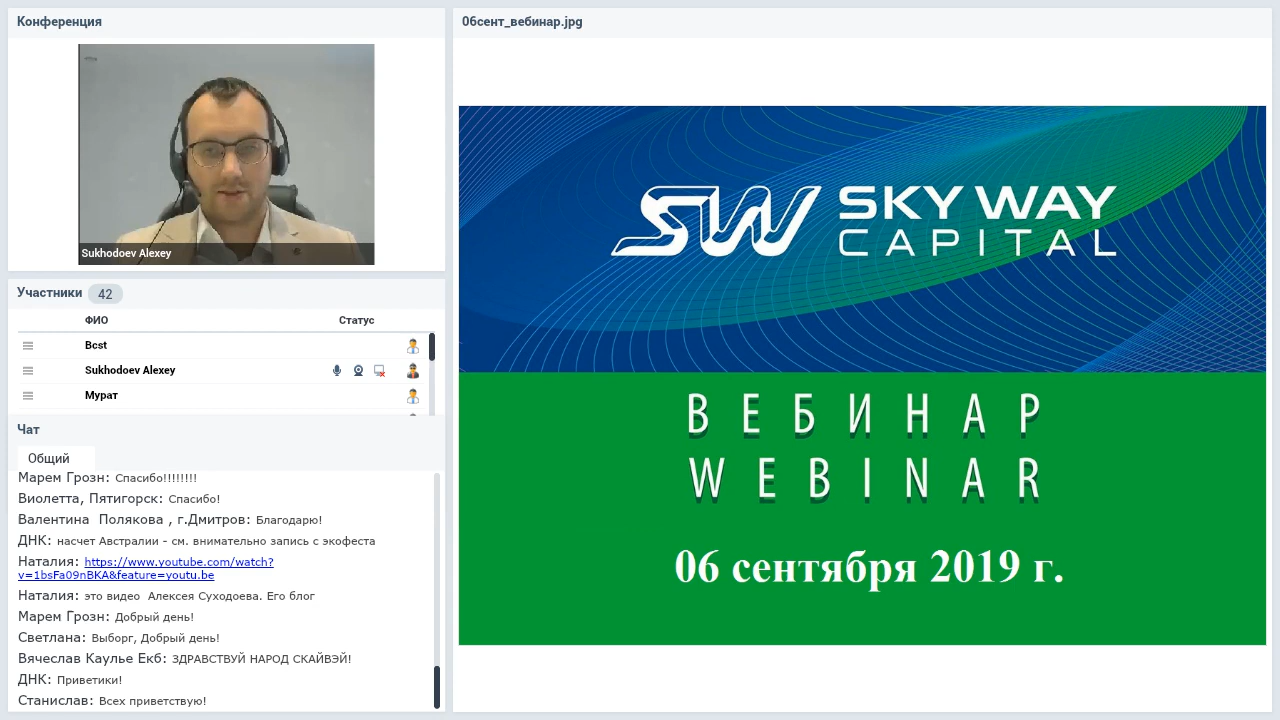 Конференция
Sukhodoev Alexey
Участники 42
ФИО Статус
Bcst
Sukhodoev Alexey
Мурат
Чат
Общий
Марем Грозн: Спасибо!!!!!!!!
Виолетта, Пятигорск: Спасибо!
Валентина Полякова , г.Дмитров: Благодарю!
ДНК: насчет Австралии - см. внимательно запись с экофеста
Наталия: https://www.youtube.com/watch?
v=1bsFa09nBKA&feature=youtu.be
Наталия: это видео Алексея Суходоева. Его блог
Марем Грозн: Добрый день!
Светлана: Выборг, Добрый день!
Вячеслав Каулье Екб: ЗДРАВСТВУЙ НАРОД СКАЙВЭЙ!
ДНК: Приветики!
Станислав: Всех приветствую!
06сент_вебинар.jpg
SW SKY WAY
CAPITAL
ВЕБИНАР
WEBINAR
06 сентября 2019 г.